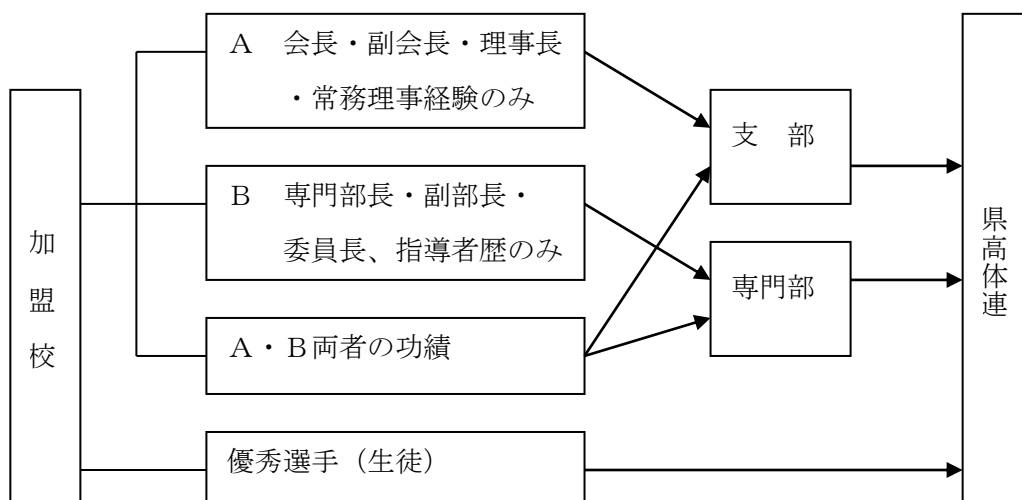 加盟校
Ａ　会長・副会長・理事長
・常務理事経験のみ
Ｂ　専門部長・副部長・
委員長、指導者歴のみ
Ａ・Ｂ両者の功績
優秀選手（生徒）
支　部
専門部
県高体連